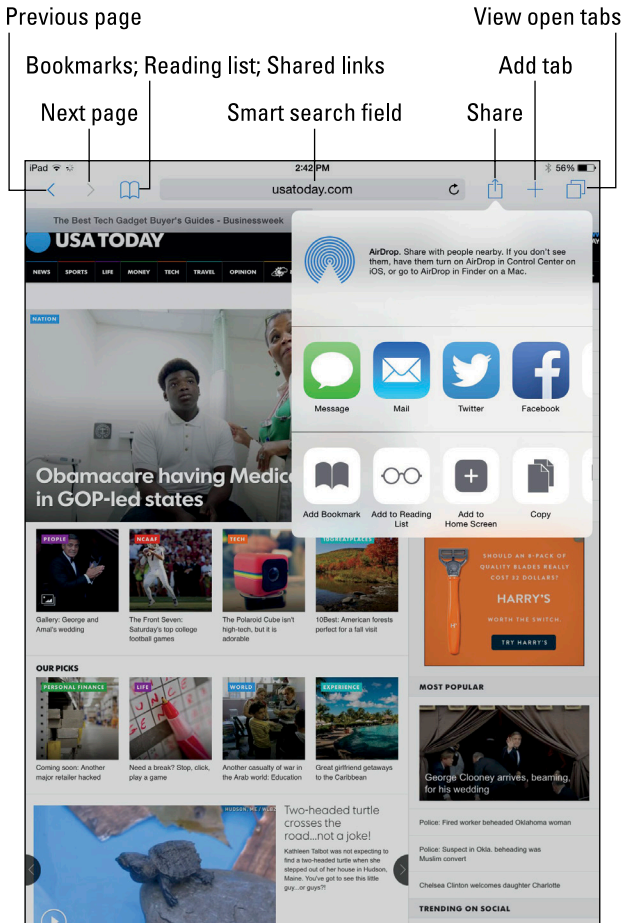 Previous page
View open tabs
Bookmarks; Reading list; Shared links
Add tab
Next page
Smart search field
Share
iPad
2:42 PM
56%
usatoday.com
The Best Tech Gadget Buyer's Guides - Businessweek
USA TODAY
NEWS SPORTS LIFE MONEY TECH TRAVEL OPINION
AirDrop. Share with people nearby. If you don't see
them, have them turn on AirDrop in Control Center on
iOS, or go to AirDrop in Finder on a Mac.
NATION
Message
Mail
Twitter
Facebook
Obamacare having Medic
in GOP-led states
Add Bookmark
Add to Reading
List
Add to
Home Screen
Copy
PEOPLE
NCAAF
TECH
10GREATPLACES
Gallery: George and
Amal's wedding
The Front Seven:
Saturday's top college
football games
The Polaroid Cube isn't
high-tech, but it is
adorable
10Best: American forests
perfect for a fall visit
SHOULD AN 8-PACK OF
QUALITY BLADES REALLY
COST 32 DOLLARS?
HARRY'S
WORTH THE SWITCH.
TRY HARRY'S
OUR PICKS
PERSONAL FINANCE
LIFE
WORLD
EXPERIENCE
Coming soon: Another
major retailer hacked
Need a break? Stop, click,
play a game
Another casualty of war in
the Arab world: Education
Great girlfriend getaways
to the Caribbean
MOST POPULAR
George Clooney arrives, beaming,
for his wedding
Police: Fired worker beheaded Oklahoma woman
Police: Suspect in Okla. beheading was
Muslim convert
Chelsea Clinton welcomes daughter Charlotte
TRENDING ON SOCIAL
Two-headed turtle
crosses the
road...not a joke!
Kathleen Talbot was not expecting to
find a two-headed turtle when she
stepped out of her house in Hudson,
Maine. You've got to see this little
guy...or guys?!